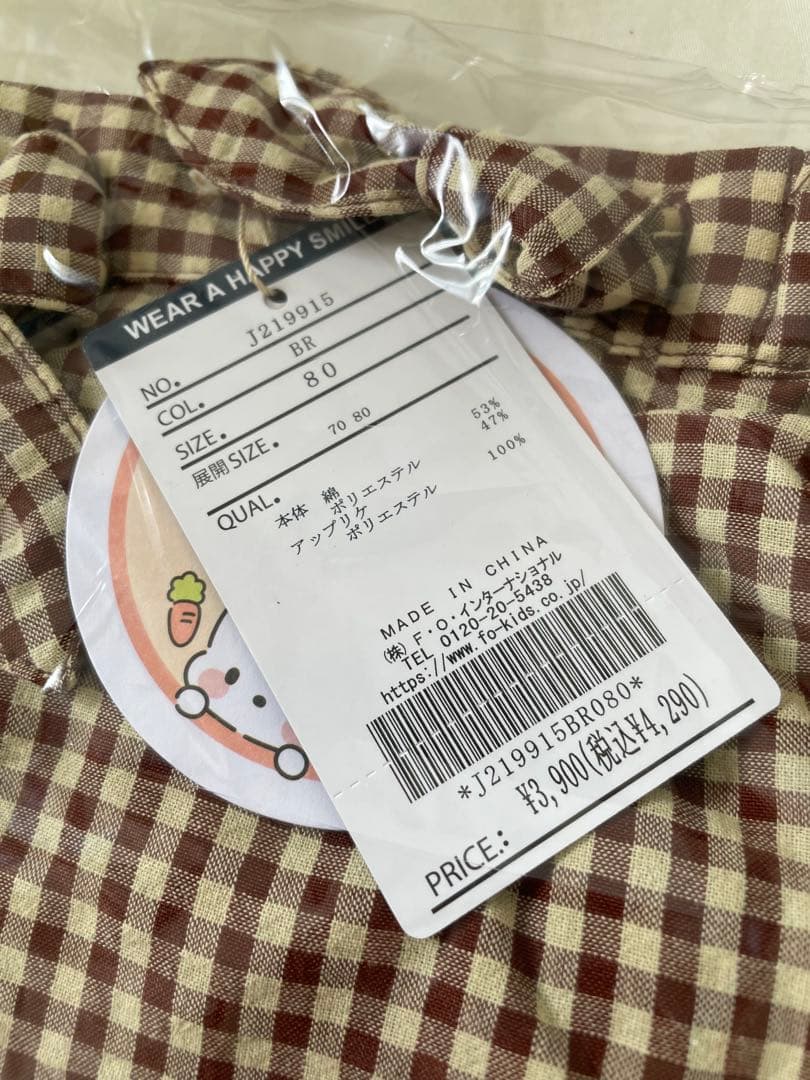 WEAR A HAPPY SMILE
NO. J219915
COL. BR
SIZE. 80
展開SIZE. 70 80
QUAL.
本体 綿 53%
ポリエステル 47%
アップリケ
ポリエステル 100%
MADE IN CHINA
(株)F.O.インターナショナル
TEL 0120-20-5438
https://www.fo-kids.co.jp/
*J219915BR080*
PRICE.: ¥3,900(税込¥4,290)